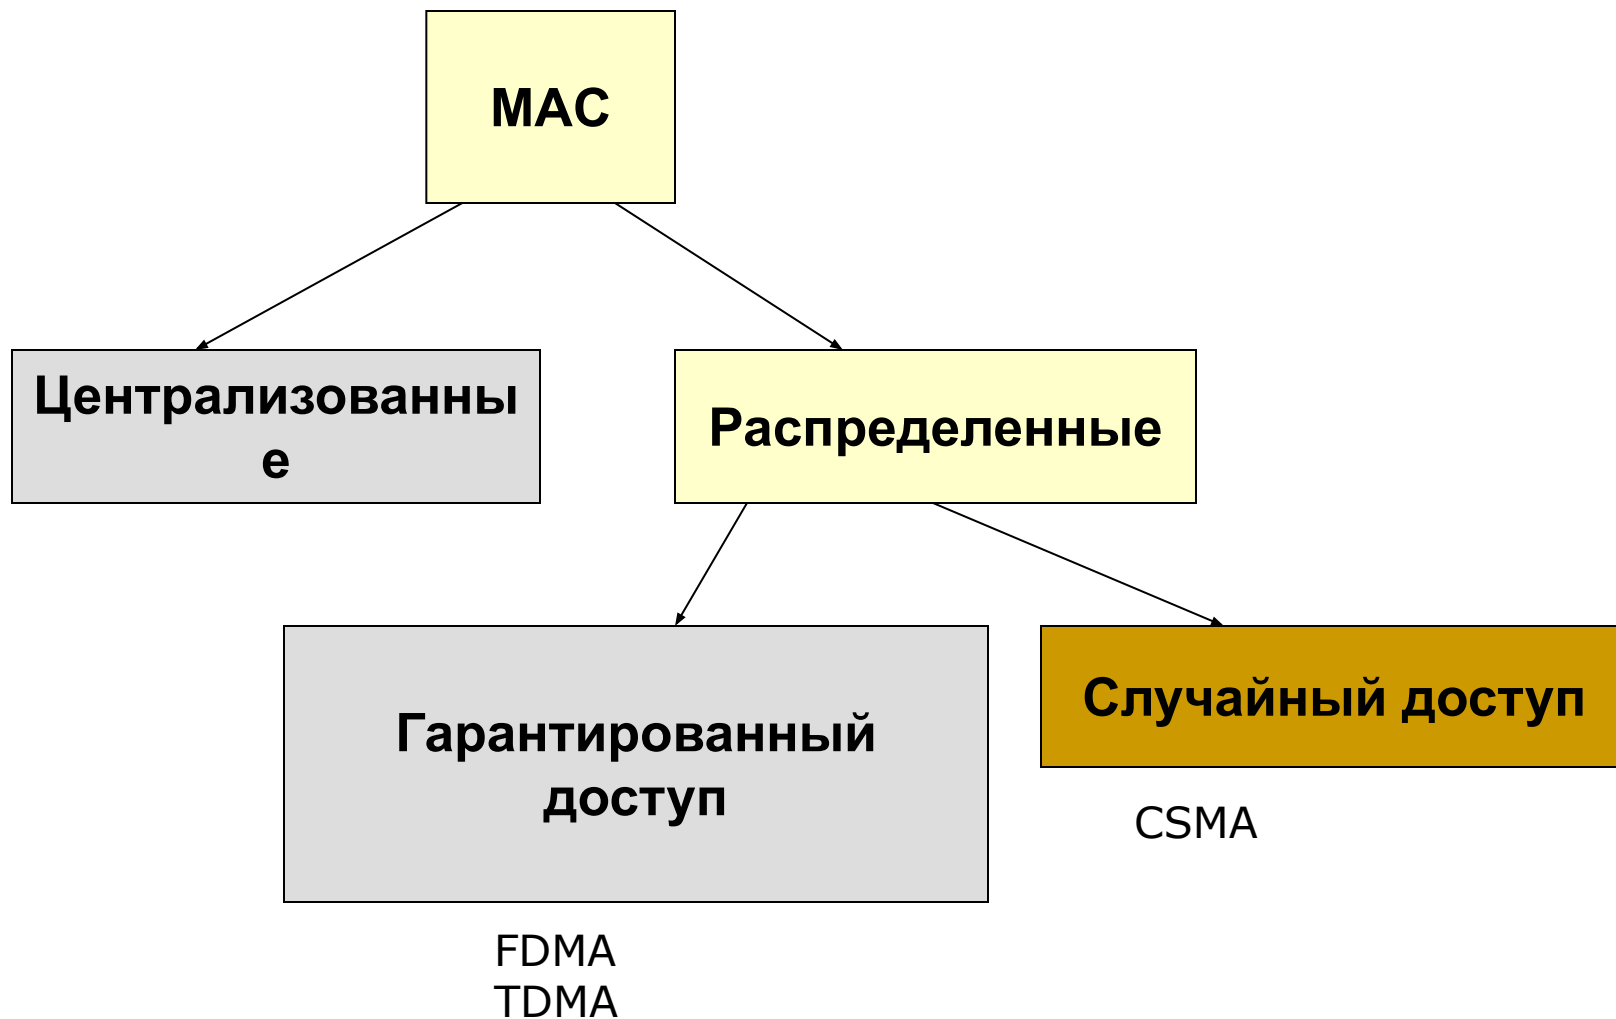 MAC
Централизованны
е
Распределенные
Гарантированный
доступ
Случайный доступ
CSMA
FDMA
TDMA